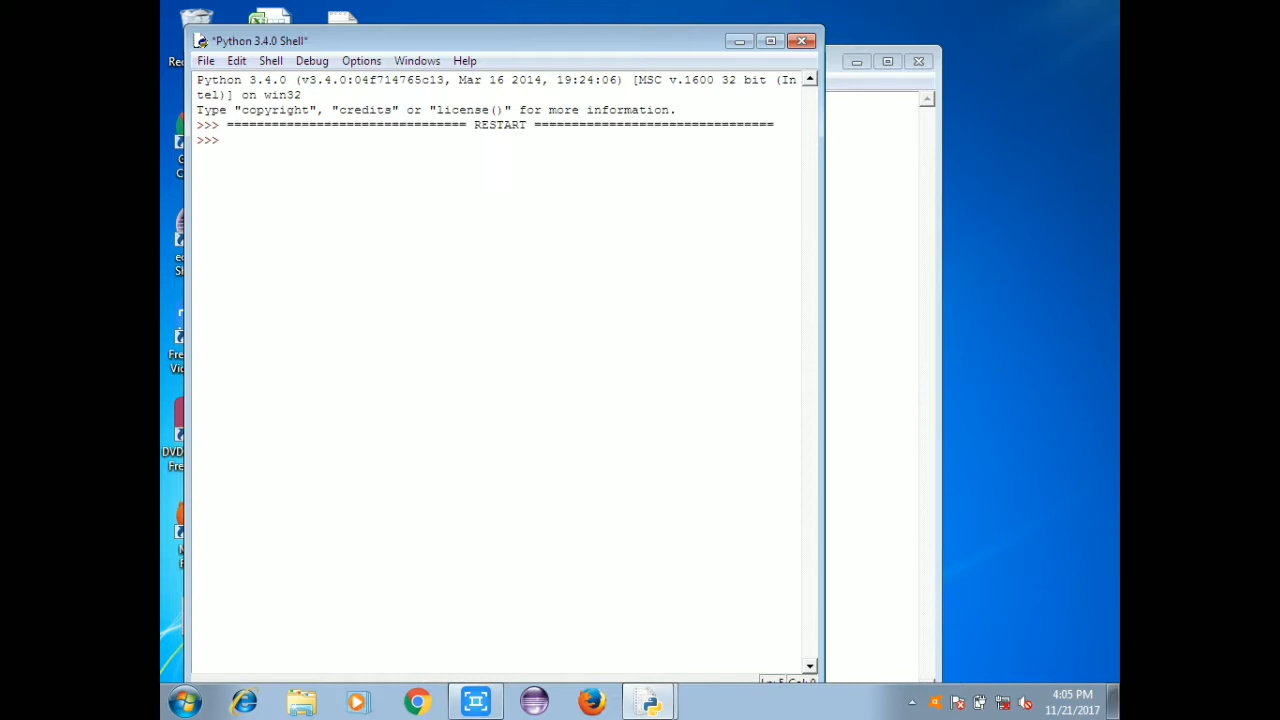 *Python 3.4.0 Shell*
File Edit Shell Debug Options Windows Help
Python 3.4.0 (v3.4.0:04f714765c13, Mar 16 2014, 19:24:06) [MSC v.1600 32 bit (In
tel)] on win32
Type "copyright", "credits" or "license()" for more information.
>>> ================================ RESTART ================================
>>>
4:05 PM
11/21/2017